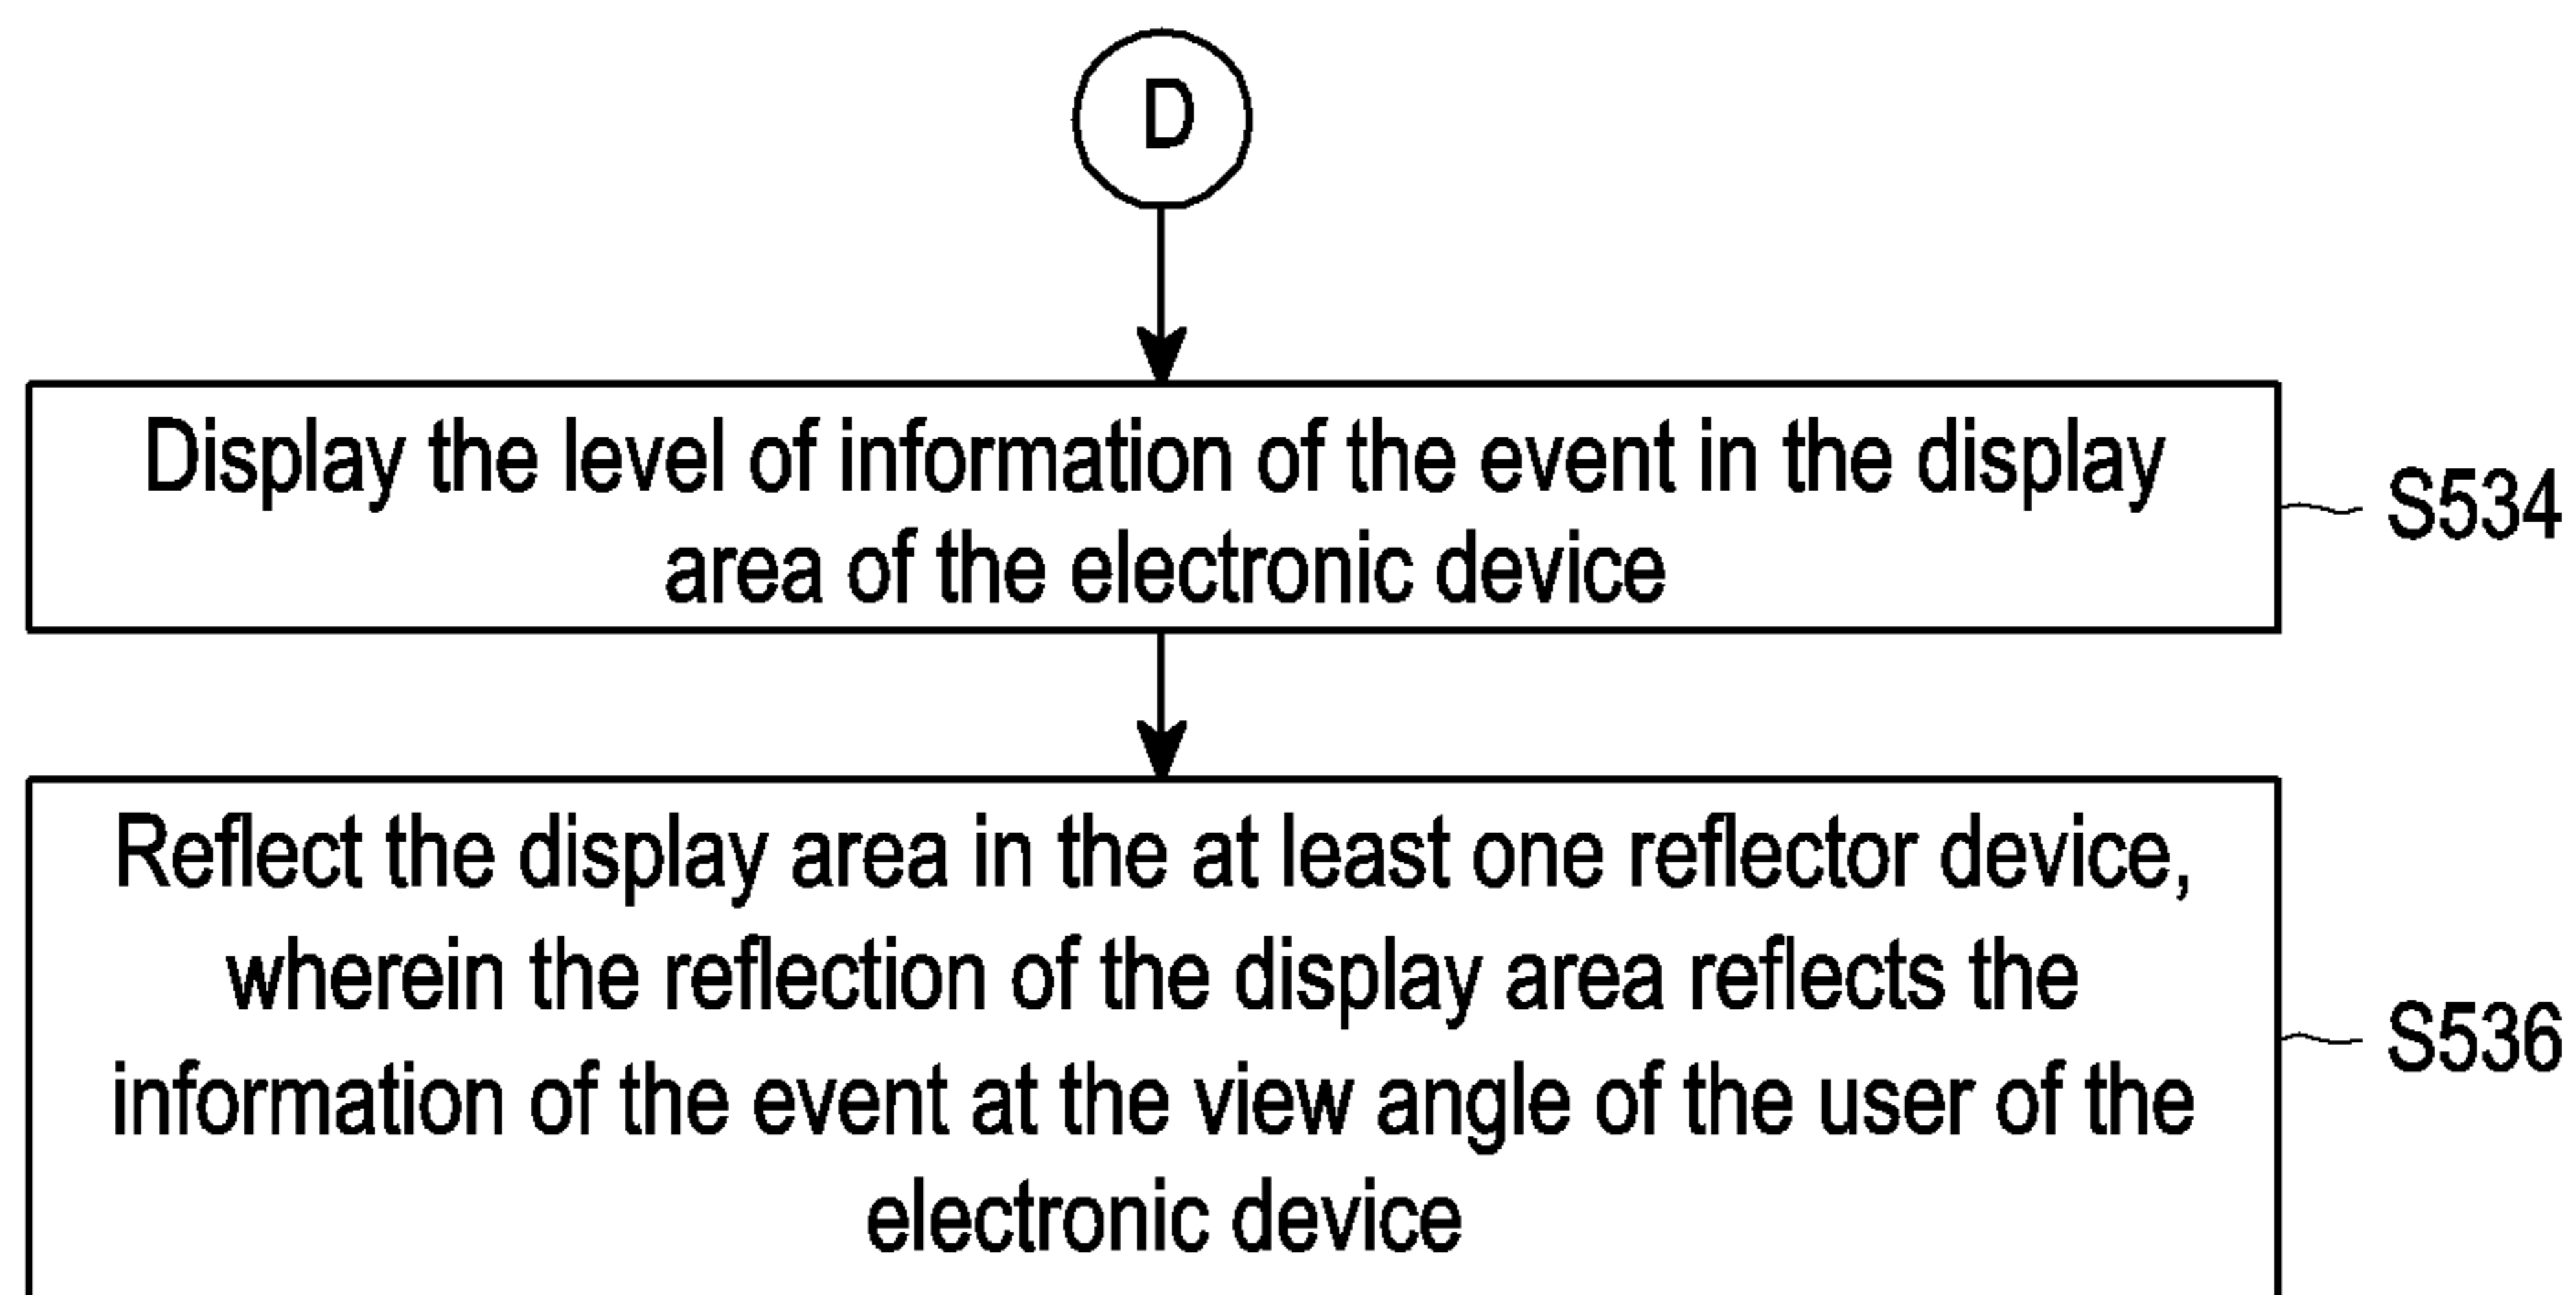 D
Display the level of information of the event in the display
area of the electronic device
S534
Reflect the display area in the at least one reflector device,
wherein the reflection of the display area reflects the
information of the event at the view angle of the user of the
electronic device
S536